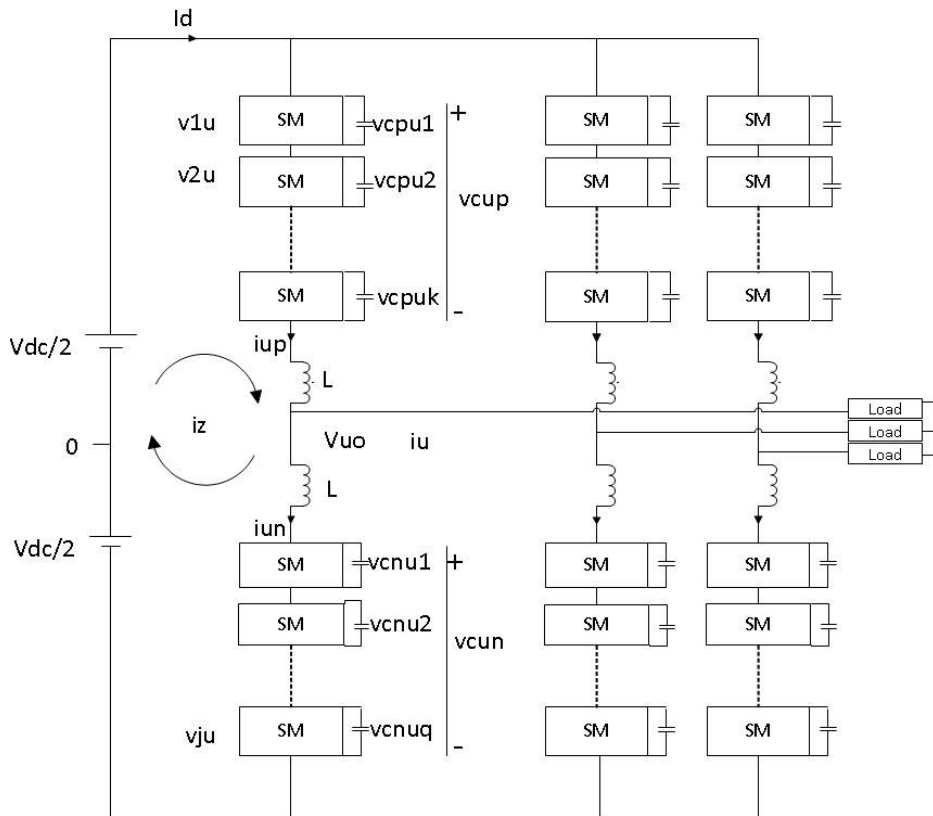 Id
v1u SM vcpu1 + SM SM
v2u SM vcpu2 SM SM
vcup
SM vcpuk - SM SM
Vdc/2 iup
L
iz
0 Vuo iu
Load
Load
Load
L
Vdc/2 iun
SM vcnu1 + SM SM
SM vcnu2 SM SM
vcun
vju SM vcnuq - SM SM